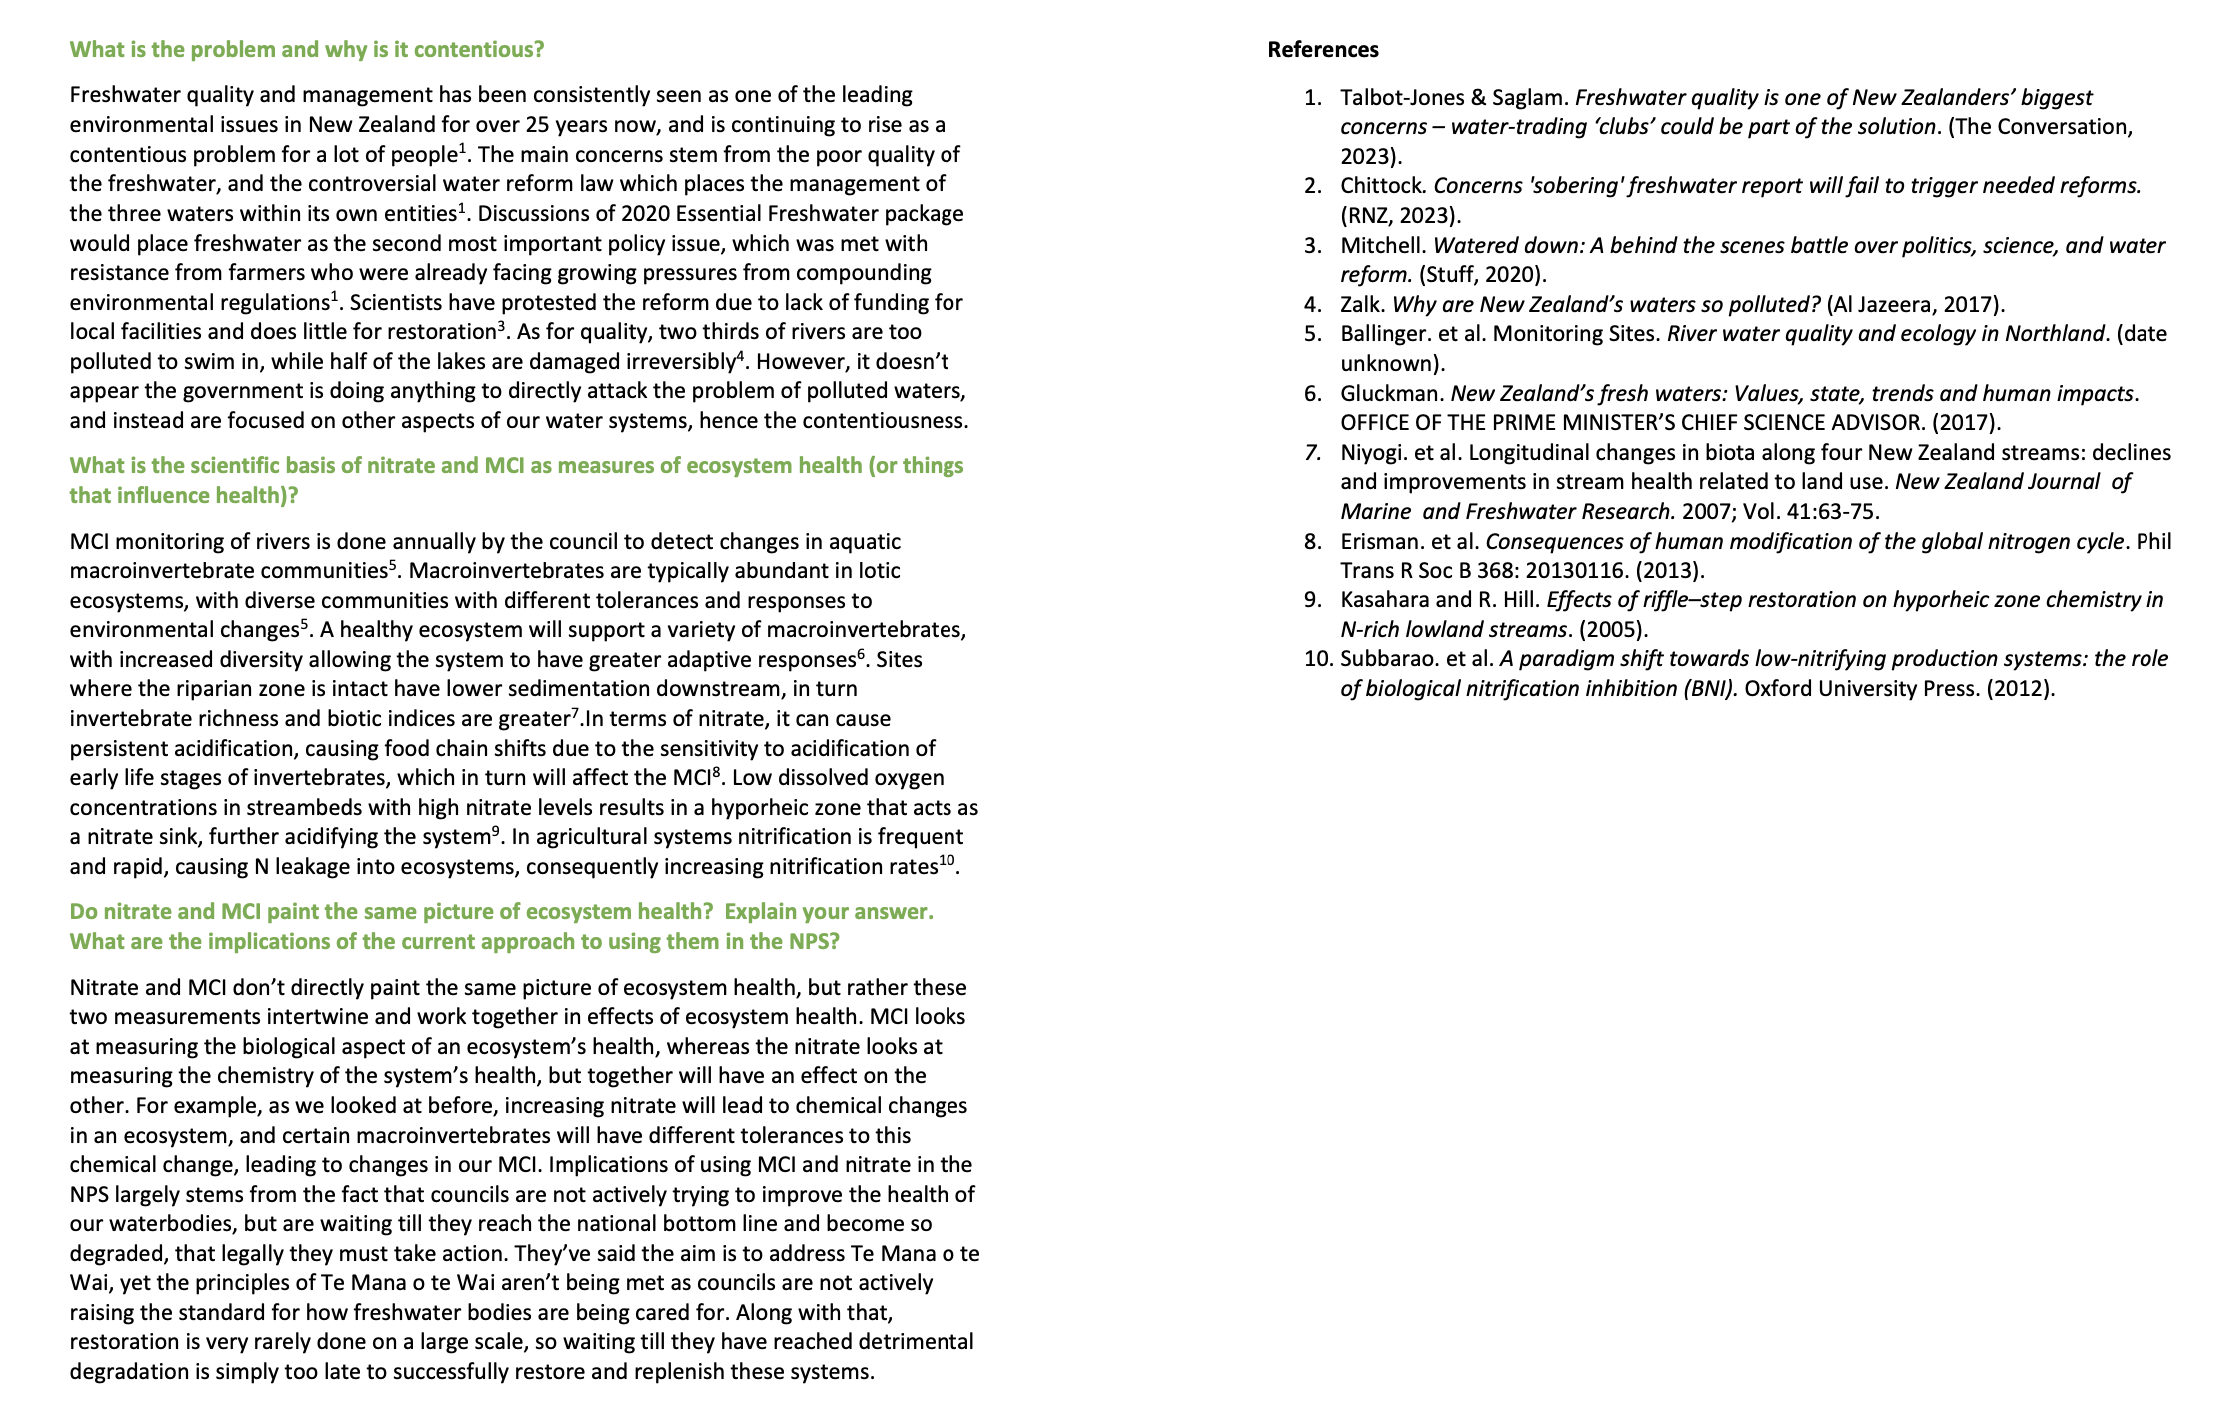 What is the problem and why is it contentious?
Freshwater quality and management has been consistently seen as one of the leading
environmental issues in New Zealand for over 25 years now, and is continuing to rise as a
contentious problem for a lot of people¹. The main concerns stem from the poor quality of
the freshwater, and the controversial water reform law which places the management of
the three waters within its own entities¹. Discussions of 2020 Essential Freshwater package
would place freshwater as the second most important policy issue, which was met with
resistance from farmers who were already facing growing pressures from compounding
environmental regulations¹. Scientists have protested the reform due to lack of funding for
local facilities and does little for restoration³. As for quality, two thirds of rivers are too
polluted to swim in, while half of the lakes are damaged irreversibly⁴. However, it doesn’t
appear the government is doing anything to directly attack the problem of polluted waters,
and instead are focused on other aspects of our water systems, hence the contentiousness.
What is the scientific basis of nitrate and MCI as measures of ecosystem health (or things
that influence health)?
MCI monitoring of rivers is done annually by the council to detect changes in aquatic
macroinvertebrate communities⁵. Macroinvertebrates are typically abundant in lotic
ecosystems, with diverse communities with different tolerances and responses to
environmental changes⁵. A healthy ecosystem will support a variety of macroinvertebrates,
with increased diversity allowing the system to have greater adaptive responses⁶. Sites
where the riparian zone is intact have lower sedimentation downstream, in turn
invertebrate richness and biotic indices are greater⁷.In terms of nitrate, it can cause
persistent acidification, causing food chain shifts due to the sensitivity to acidification of
early life stages of invertebrates, which in turn will affect the MCI⁸. Low dissolved oxygen
concentrations in streambeds with high nitrate levels results in a hyporheic zone that acts as
a nitrate sink, further acidifying the system⁹. In agricultural systems nitrification is frequent
and rapid, causing N leakage into ecosystems, consequently increasing nitrification rates¹⁰.
Do nitrate and MCI paint the same picture of ecosystem health?  Explain your answer.
What are the implications of the current approach to using them in the NPS?
Nitrate and MCI don’t directly paint the same picture of ecosystem health, but rather these
two measurements intertwine and work together in effects of ecosystem health. MCI looks
at measuring the biological aspect of an ecosystem’s health, whereas the nitrate looks at
measuring the chemistry of the system’s health, but together will have an effect on the
other. For example, as we looked at before, increasing nitrate will lead to chemical changes
in an ecosystem, and certain macroinvertebrates will have different tolerances to this
chemical change, leading to changes in our MCI. Implications of using MCI and nitrate in the
NPS largely stems from the fact that councils are not actively trying to improve the health of
our waterbodies, but are waiting till they reach the national bottom line and become so
degraded, that legally they must take action. They’ve said the aim is to address Te Mana o te
Wai, yet the principles of Te Mana o te Wai aren’t being met as councils are not actively
raising the standard for how freshwater bodies are being cared for. Along with that,
restoration is very rarely done on a large scale, so waiting till they have reached detrimental
degradation is simply too late to successfully restore and replenish these systems.
References
1. Talbot-Jones & Saglam. Freshwater quality is one of New Zealanders’ biggest
concerns – water-trading ‘clubs’ could be part of the solution. (The Conversation,
2023).
2. Chittock. Concerns 'sobering' freshwater report will fail to trigger needed reforms.
(RNZ, 2023).
3. Mitchell. Watered down: A behind the scenes battle over politics, science, and water
reform. (Stuff, 2020).
4. Zalk. Why are New Zealand’s waters so polluted? (Al Jazeera, 2017).
5. Ballinger. et al. Monitoring Sites. River water quality and ecology in Northland. (date
unknown).
6. Gluckman. New Zealand’s fresh waters: Values, state, trends and human impacts.
OFFICE OF THE PRIME MINISTER’S CHIEF SCIENCE ADVISOR. (2017).
7. Niyogi. et al. Longitudinal changes in biota along four New Zealand streams: declines
and improvements in stream health related to land use. New Zealand Journal  of
Marine  and Freshwater Research. 2007; Vol. 41:63-75.
8. Erisman. et al. Consequences of human modification of the global nitrogen cycle. Phil
Trans R Soc B 368: 20130116. (2013).
9. Kasahara and R. Hill. Effects of riffle–step restoration on hyporheic zone chemistry in
N-rich lowland streams. (2005).
10. Subbarao. et al. A paradigm shift towards low-nitrifying production systems: the role
of biological nitrification inhibition (BNI). Oxford University Press. (2012).